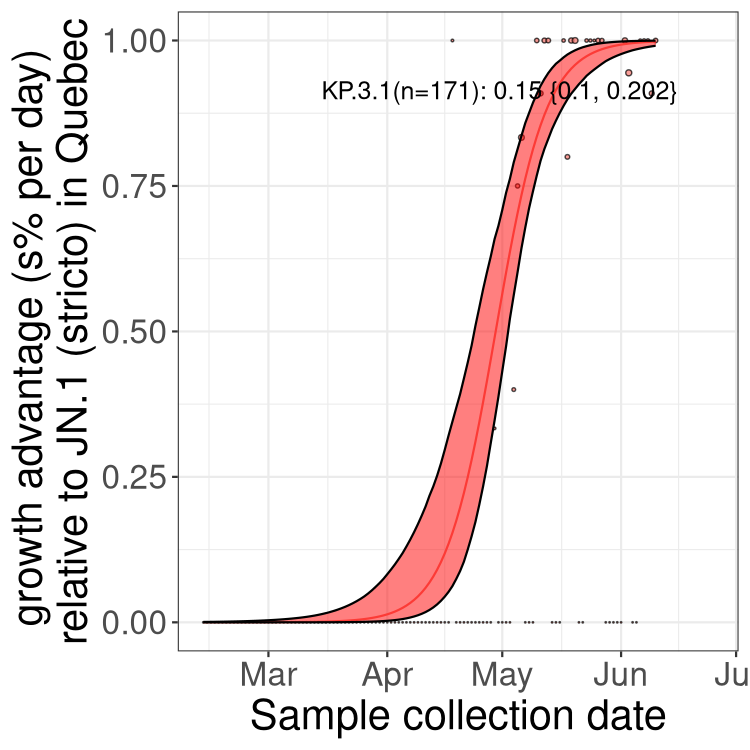 growth advantage (s% per day)
relative to JN.1 (stricto) in Quebec
1.00
0.75
0.50
0.25
0.00
KP.3.1(n=171): 0.15 {0.1, 0.202}
Mar Apr May Jun Ju
Sample collection date